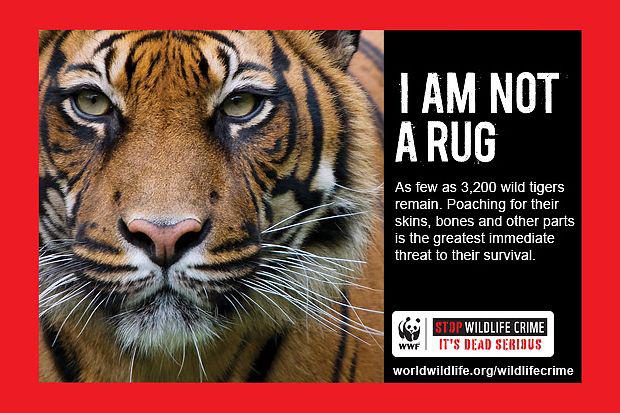 I AM NOT
A RUG
As few as 3,200 wild tigers
remain. Poaching for their
skins, bones and other parts
is the greatest immediate
threat to their survival.
WWF
STOP WILDLIFE CRIME
IT'S DEAD SERIOUS
worldwildlife.org/wildlifecrime